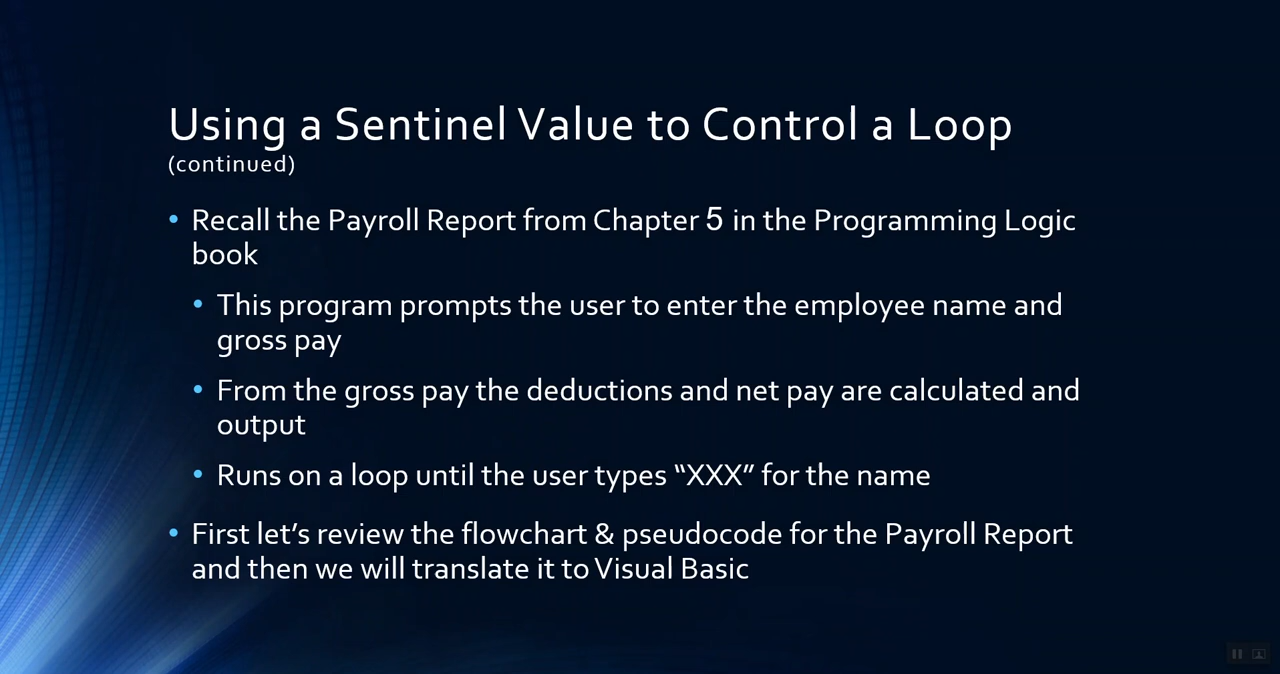 Using a Sentinel Value to Control a Loop
(continued)
• Recall the Payroll Report from Chapter 5 in the Programming Logic
book
• This program prompts the user to enter the employee name and
gross pay
• From the gross pay the deductions and net pay are calculated and
output
• Runs on a loop until the user types “XXX” for the name
• First let’s review the flowchart & pseudocode for the Payroll Report
and then we will translate it to Visual Basic